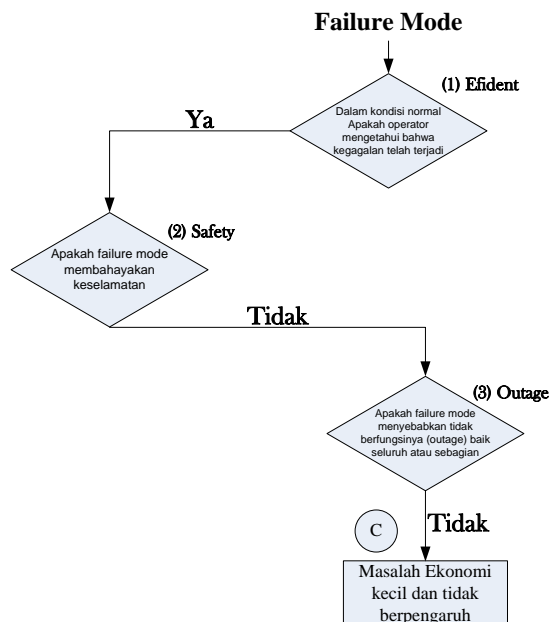 Failure Mode
(1) Efident
Dalam kondisi normal
Apakah operator
mengetahui bahwa
kegagalan telah terjadi
Ya
(2) Safety
Apakah failure mode
membahayakan
keselamatan
Tidak
(3) Outage
Apakah failure mode
menyebabkan tidak
berfungsinya (outage) baik
seluruh atau sebagian
Tidak
C
Masalah Ekonomi
kecil dan tidak
berpengaruh